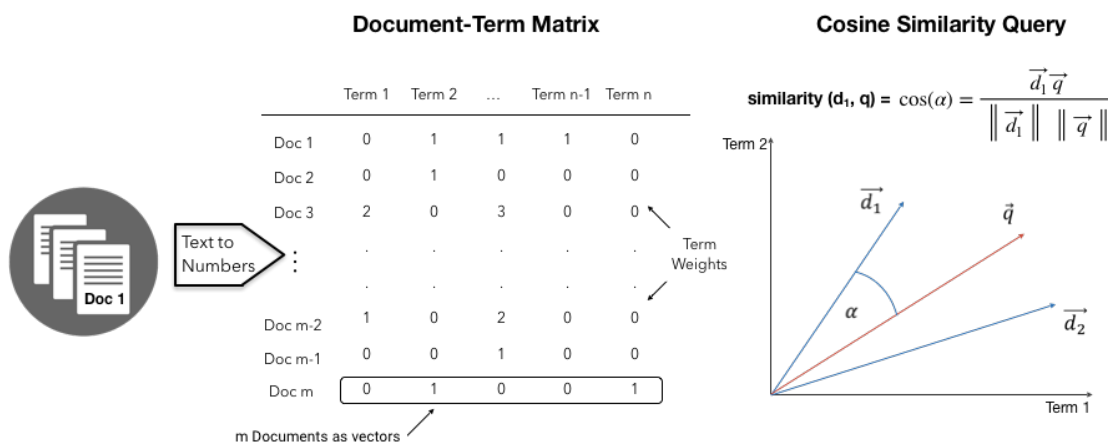 Document-Term Matrix
Cosine Similarity Query
Term 1 Term 2 ... Term n-1 Term n
Doc 1 0 1 1 1 0
Doc 2 0 1 0 0 0
Doc 3 2 0 3 0 0
⋮ . . . . .
. . . . .
Doc m-2 1 0 2 0 0
Doc m-1 0 0 1 0 0
Doc m 0 1 0 0 1
Doc 1
Text to
Numbers
Term
Weights
m Documents as vectors
similarity (d₁, q) = cos(α) = d₁⃗ q⃗ / ‖ d₁⃗ ‖ ‖ q⃗ ‖
Term 2
d₁⃗
q⃗
α
d₂⃗
Term 1